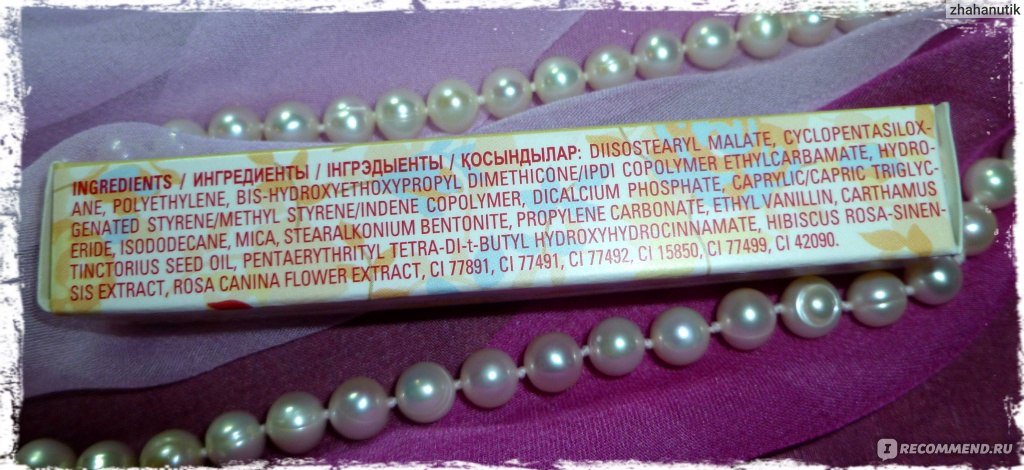 zhahanutik
INGREDIENTS / ИНГРЕДИЕНТЫ / ІНГРЭДЫЕНТЫ / ҚОСЫНДЫЛАР: DIISOSTEARYL MALATE, CYCLOPENTASILOX-
ANE, POLYETHYLENE, BIS-HYDROXYETHOXYPROPYL DIMETHICONE/IPDI COPOLYMER ETHYLCARBAMATE, HYDRO-
GENATED STYRENE/METHYL STYRENE/INDENE COPOLYMER, DICALCIUM PHOSPHATE, CAPRYLIC/CAPRIC TRIGLYC-
ERIDE, ISODODECANE, MICA, STEARALKONIUM BENTONITE, PROPYLENE CARBONATE, ETHYL VANILLIN, CARTHAMUS
TINCTORIUS SEED OIL, PENTAERYTHRITYL TETRA-DI-t-BUTYL HYDROXYHYDROCINNAMATE, HIBISCUS ROSA-SINEN-
SIS EXTRACT, ROSA CANINA FLOWER EXTRACT, CI 77891, CI 77491, CI 77492, CI 15850, CI 77499, CI 42090.
I RECOMMEND.RU